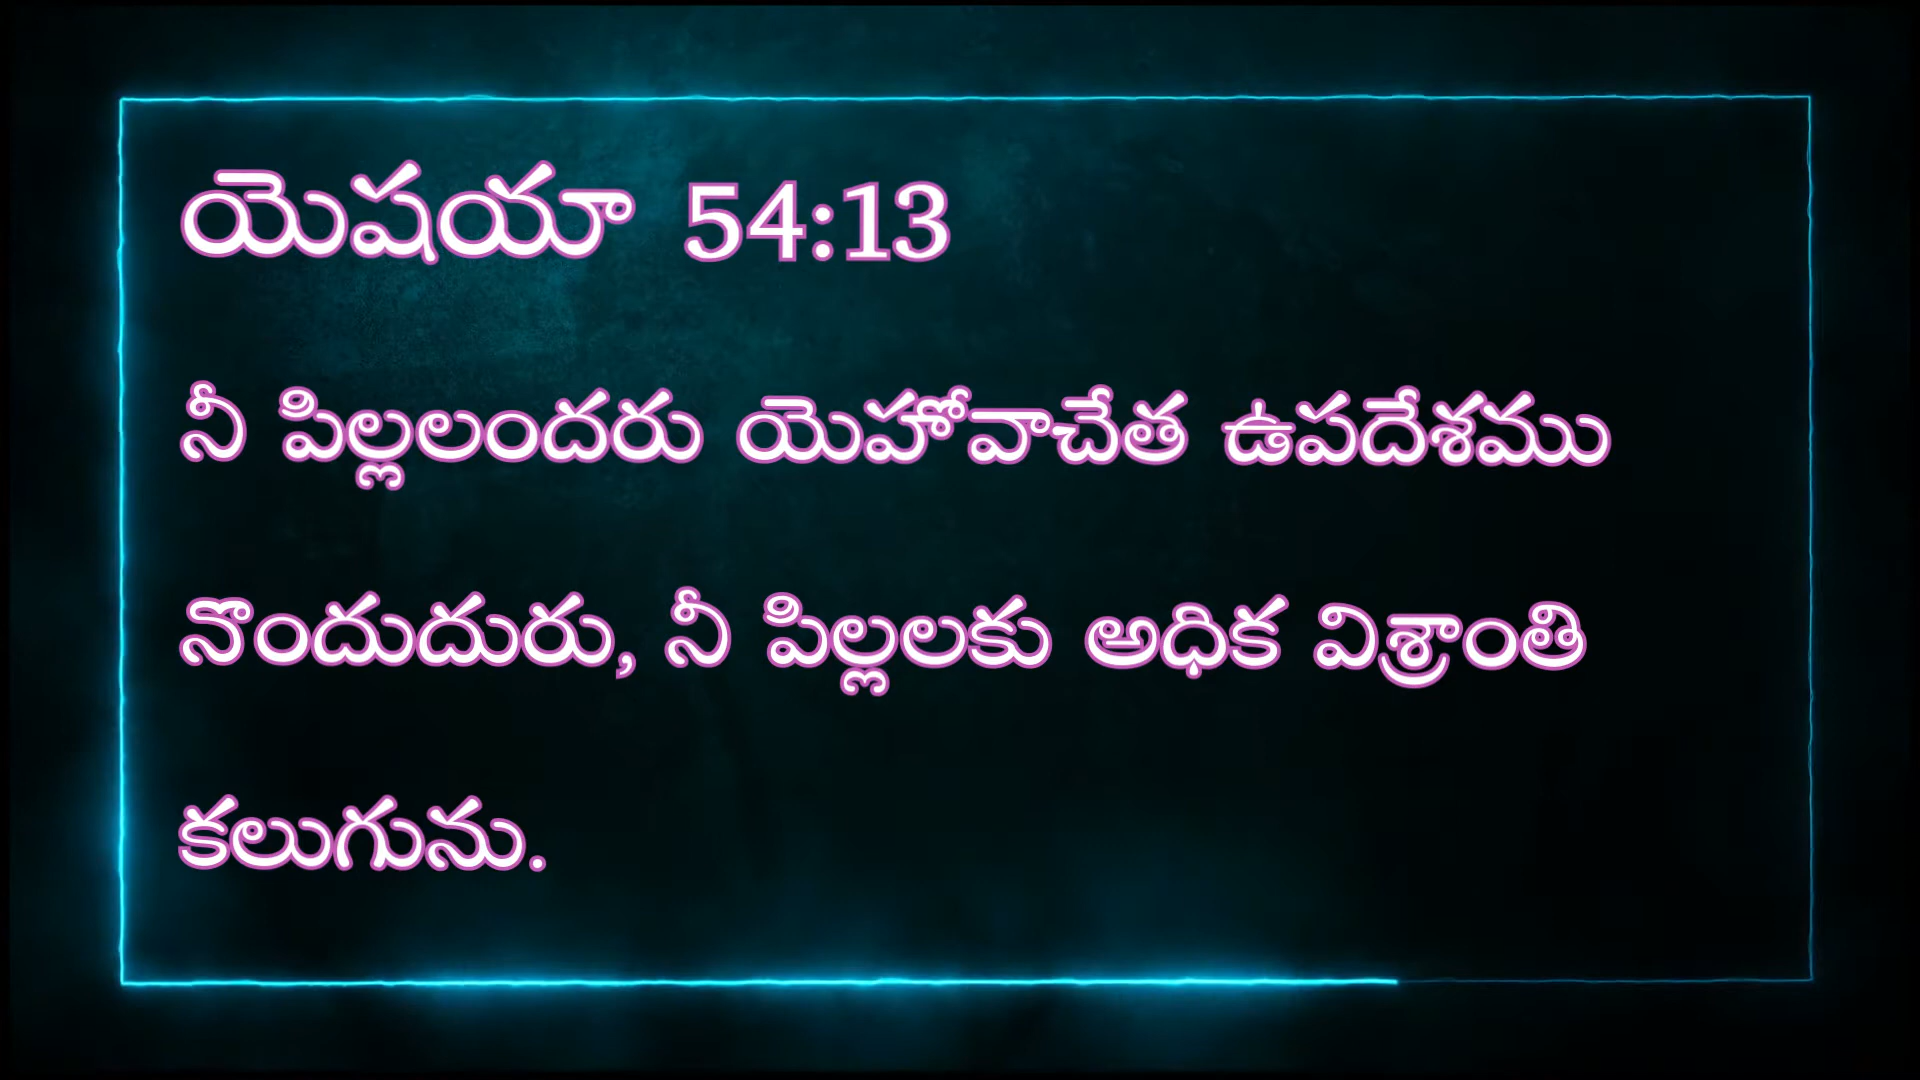 యెషయా 54:13
నీ పిల్లలందరు యెహోవాచేత ఉపదేశము
నొందుదురు, నీ పిల్లలకు అధిక విశ్రాంతి
కలుగును.